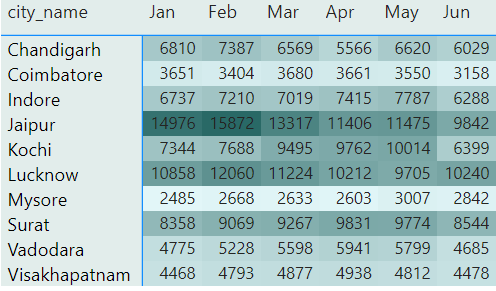 city_name Jan Feb Mar Apr May Jun
Chandigarh 6810 7387 6569 5566 6620 6029
Coimbatore 3651 3404 3680 3661 3550 3158
Indore 6737 7210 7019 7415 7787 6288
Jaipur 14976 15872 13317 11406 11475 9842
Kochi 7344 7688 9495 9762 10014 6399
Lucknow 10858 12060 11224 10212 9705 10240
Mysore 2485 2668 2633 2603 3007 2842
Surat 8358 9069 9267 9831 9774 8544
Vadodara 4775 5228 5598 5941 5799 4685
Visakhapatnam 4468 4793 4877 4938 4812 4478